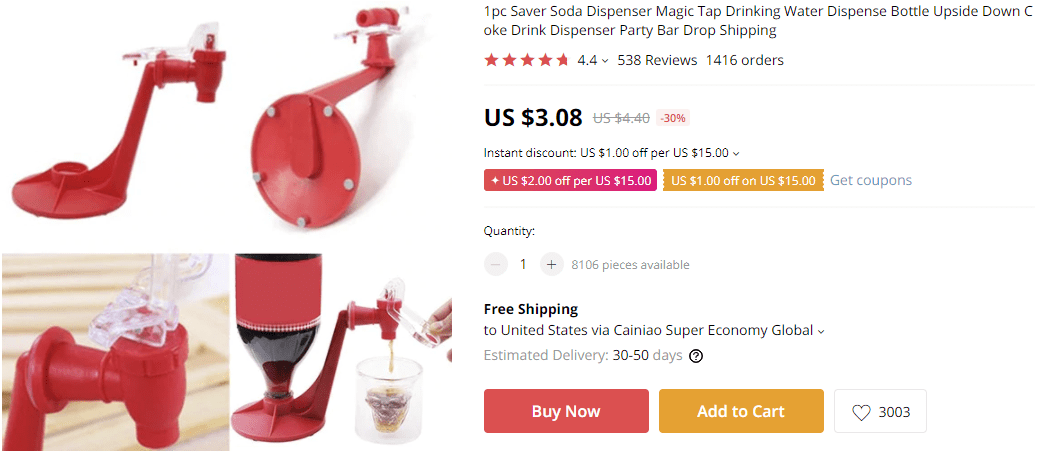 1pc Saver Soda Dispenser Magic Tap Drinking Water Dispense Bottle Upside Down C
oke Drink Dispenser Party Bar Drop Shipping
4.4 538 Reviews 1416 orders
US $3.08 US $4.40 -30%
Instant discount: US $1.00 off per US $15.00
US $2.00 off per US $15.00 US $1.00 off on US $15.00 Get coupons
Quantity:
1 8106 pieces available
Free Shipping
to United States via Cainiao Super Economy Global
Estimated Delivery: 30-50 days ?
Buy Now Add to Cart 3003